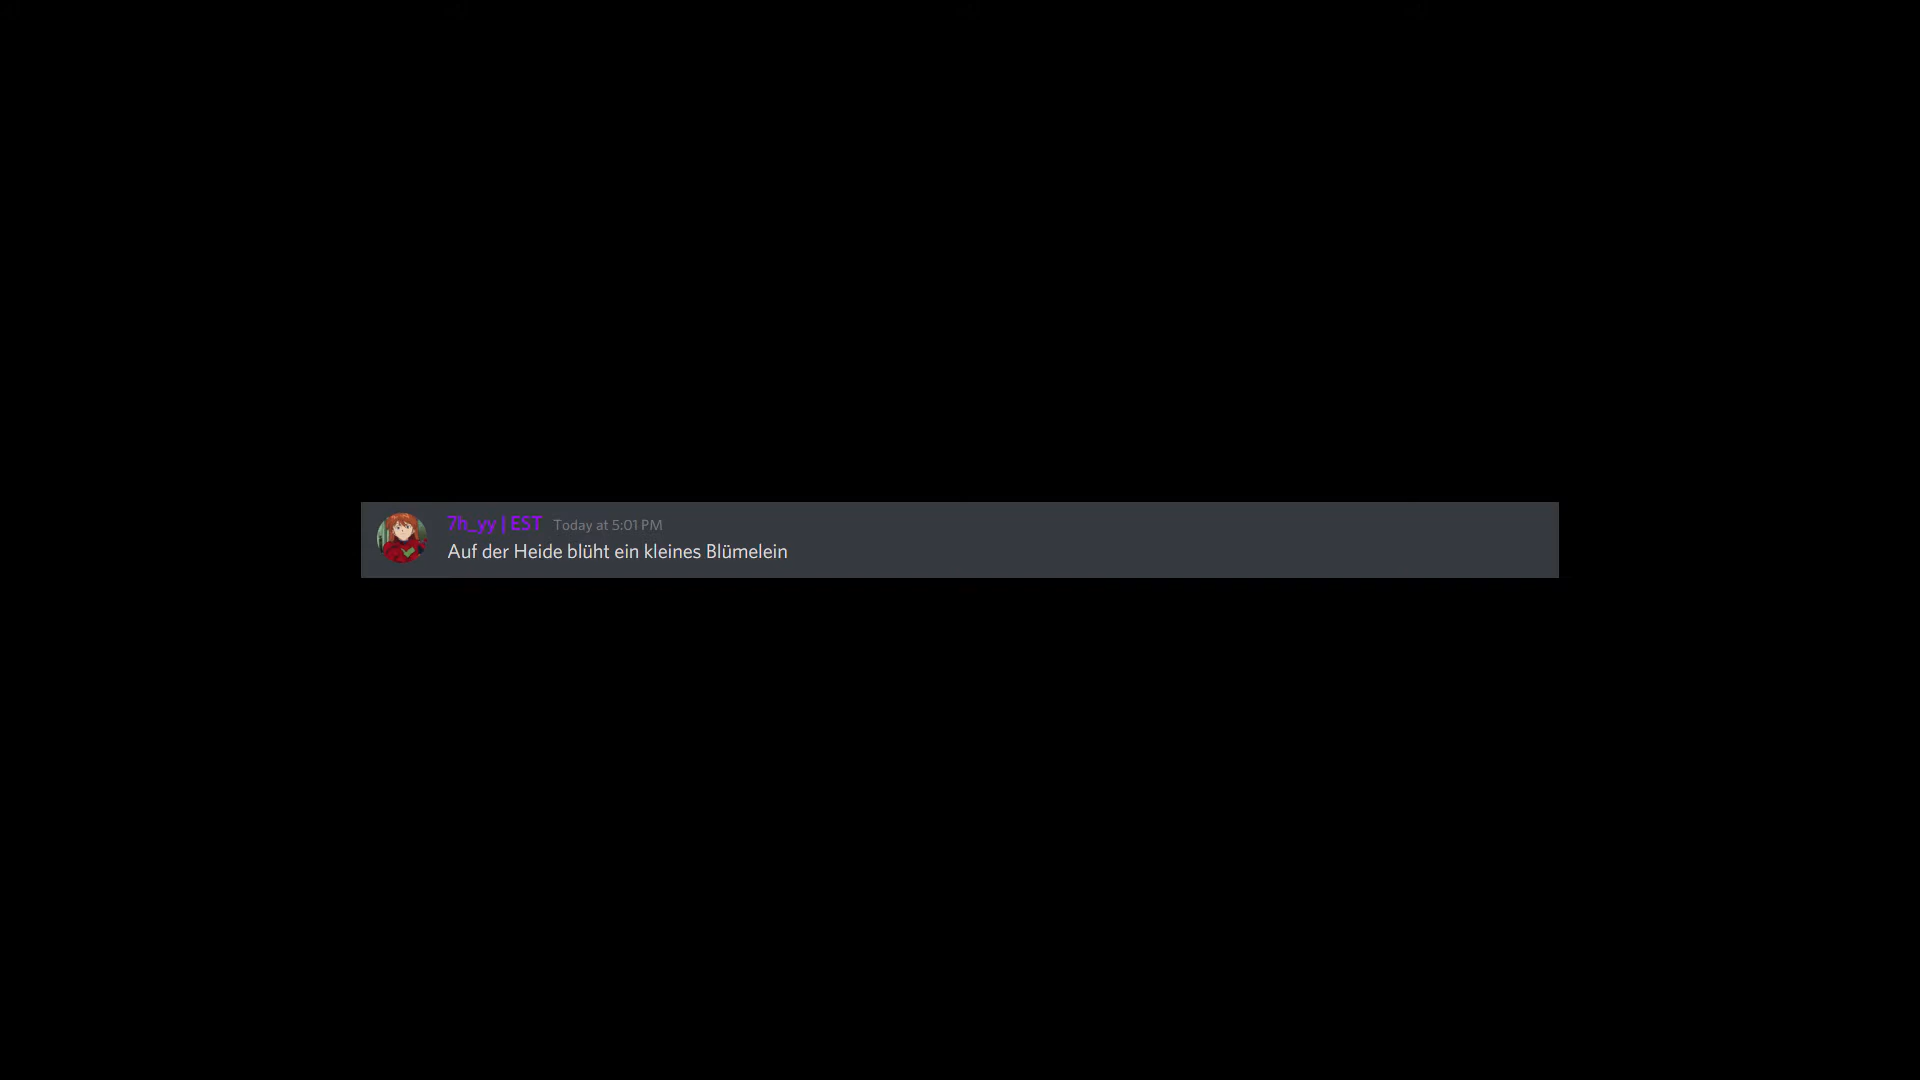 7h_yy | EST Today at 5:01 PM
Auf der Heide blüht ein kleines Blümelein